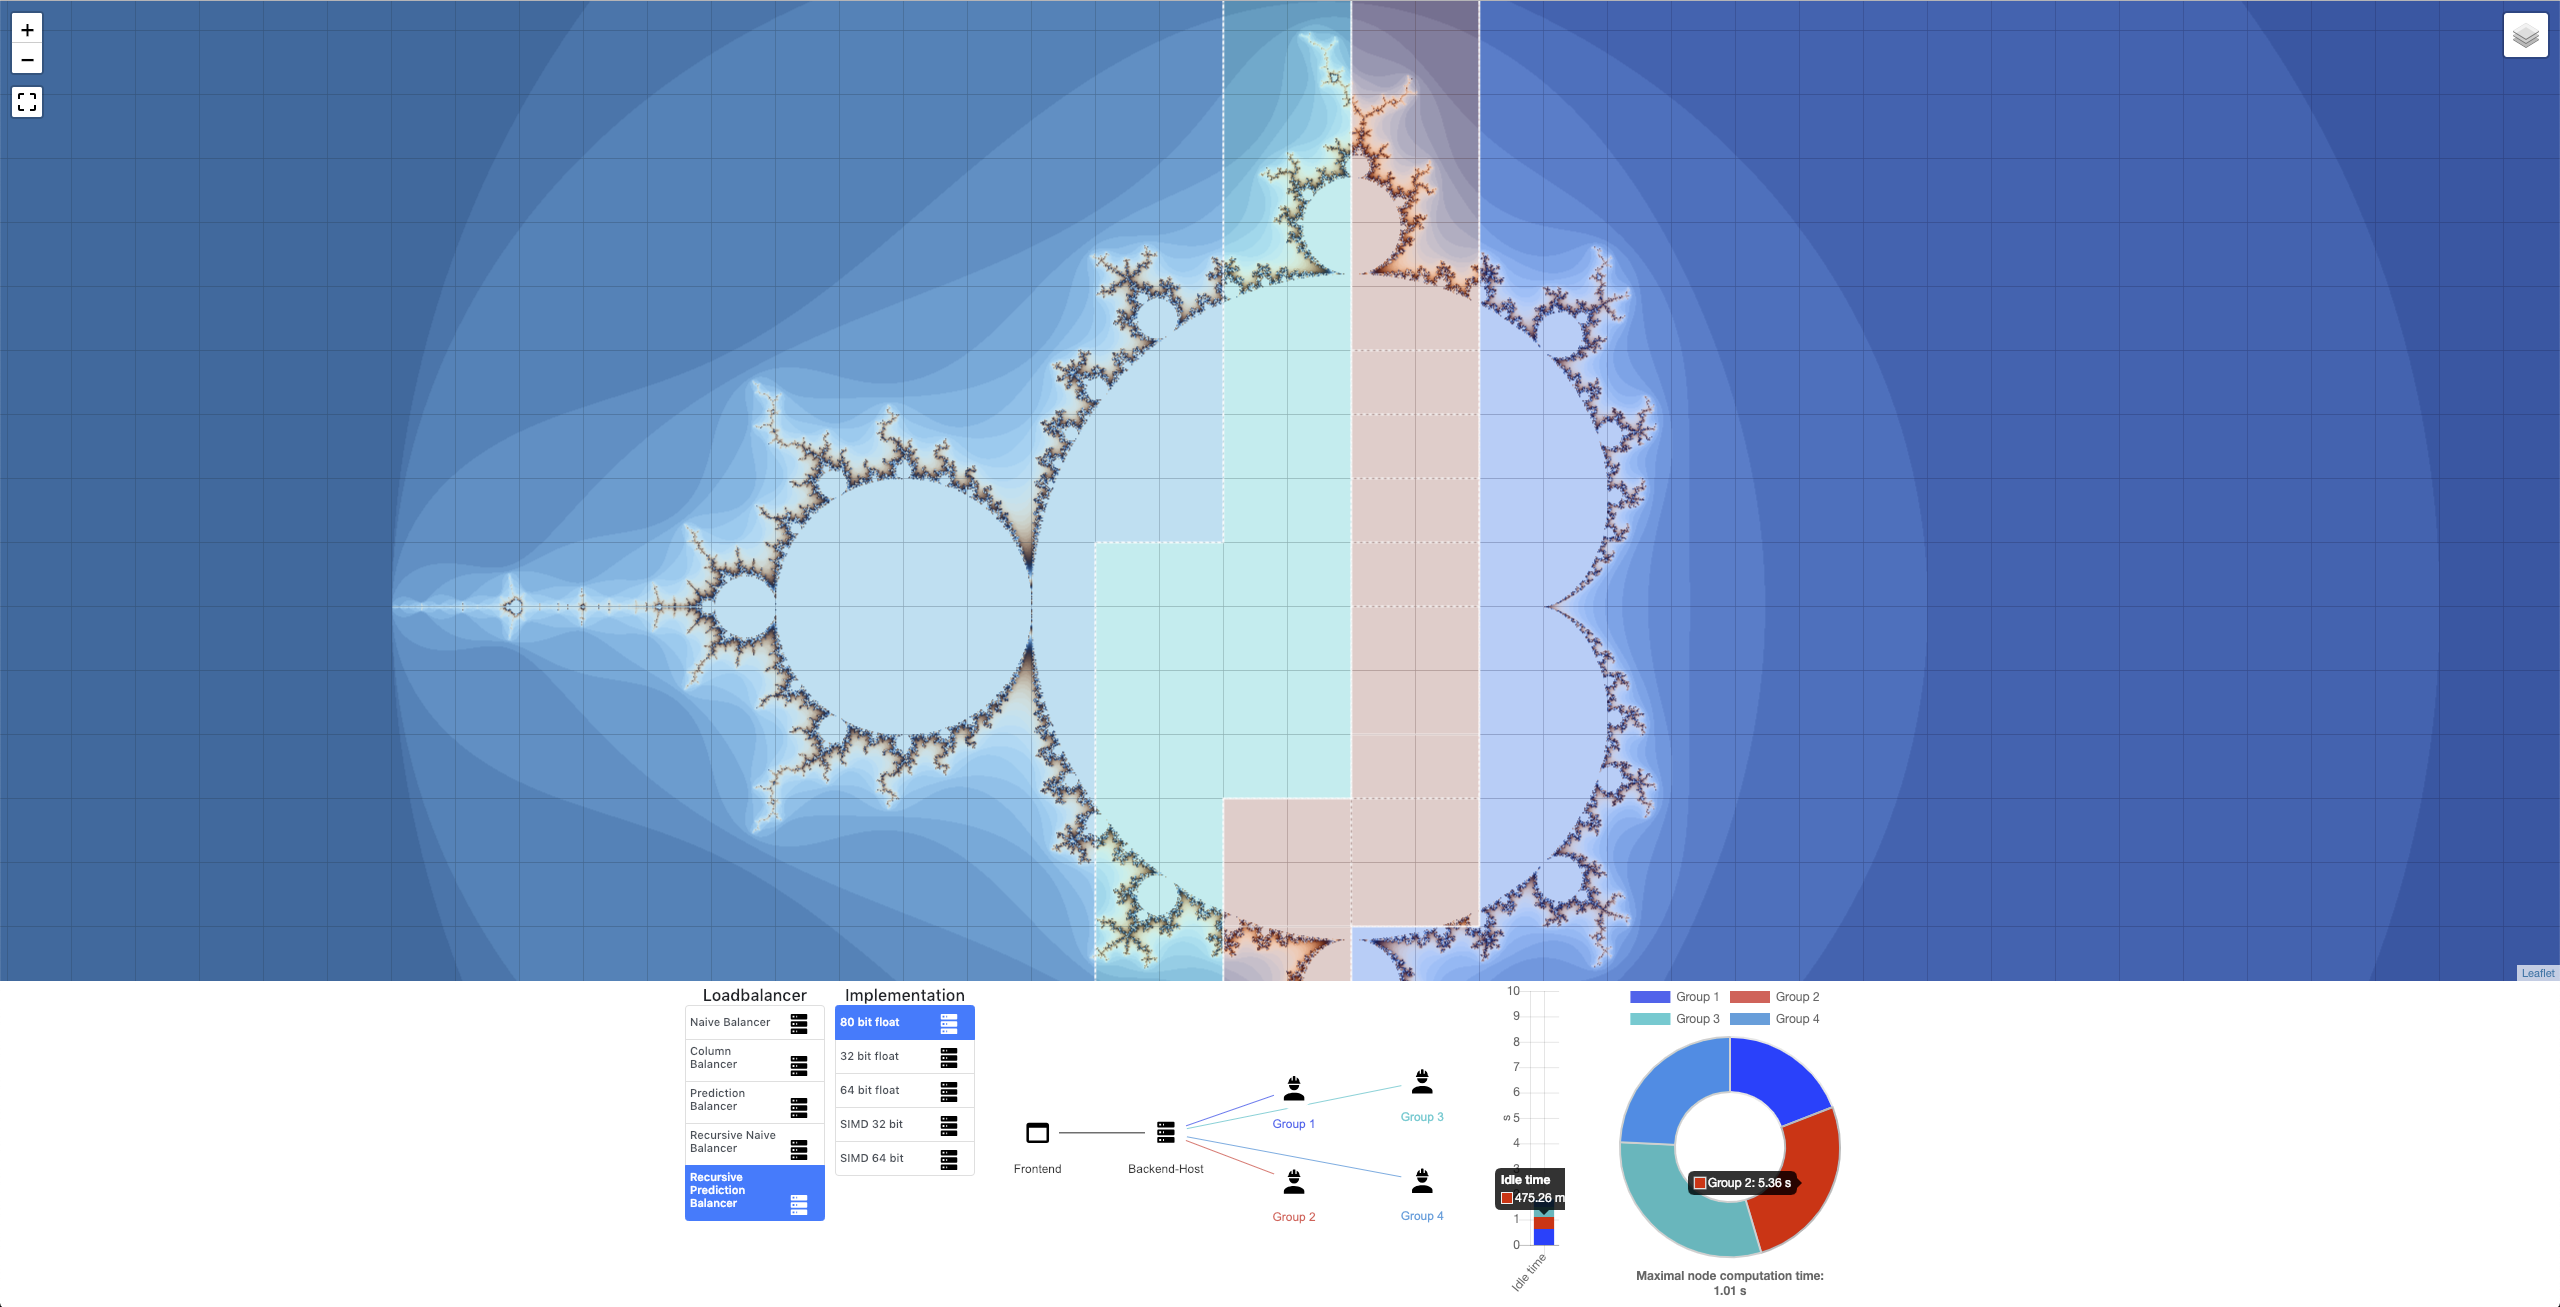 +
−
Leaflet
Loadbalancer
Naive Balancer
Column
Balancer
Prediction
Balancer
Recursive Naive
Balancer
Recursive
Prediction
Balancer
Implementation
80 bit float
32 bit float
64 bit float
SIMD 32 bit
SIMD 64 bit
Frontend
Backend-Host
Group 1
Group 3
Group 2
Group 4
10
9
8
7
6
5
4
3
1
0
s
Idle time
475.26 m
Idle time
Group 1
Group 2
Group 3
Group 4
Group 2: 5.36 s
Maximal node computation time:
1.01 s